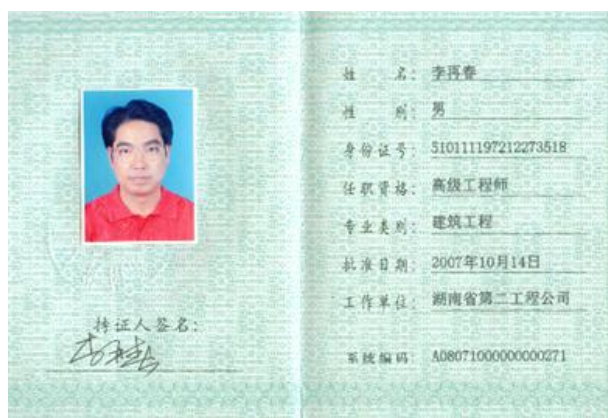 持证人签名:
姓 名: 李再春
性 别: 男
身份证号: 510111197212273518
任职资格: 高级工程师
专业类别: 建筑工程
批准日期: 2007年10月14日
工作单位: 湖南省第二工程公司
系统编码: A08071000000000271